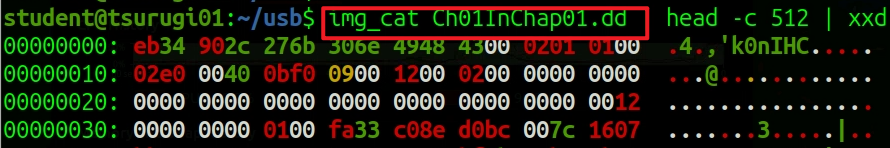 student@tsurugi01:~/usb$ img_cat Ch01InChap01.dd head -c 512 | xxd
00000000: eb34 902c 276b 306e 4948 4300 0201 0100 .4.,'k0nIHC.....
00000010: 02e0 0040 0bf0 0900 1200 0200 0000 0000 ...@............
00000020: 0000 0000 0000 0000 0000 0000 0000 0012 ................
00000030: 0000 0000 0100 fa33 c08e d0bc 007c 1607 .......3.....|..